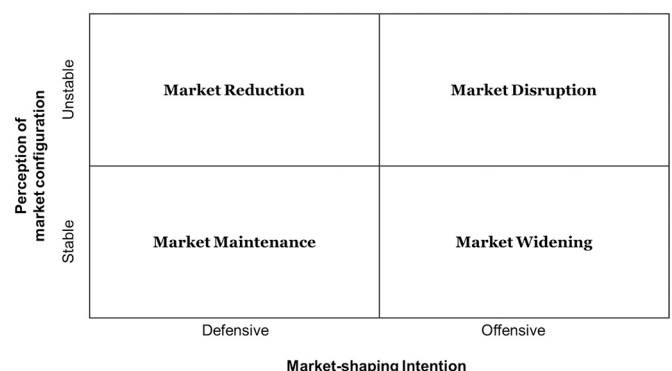 Perception of
market configuration
Unstable
Stable
Market Reduction
Market Disruption
Market Maintenance
Market Widening
Defensive
Offensive
Market-shaping Intention